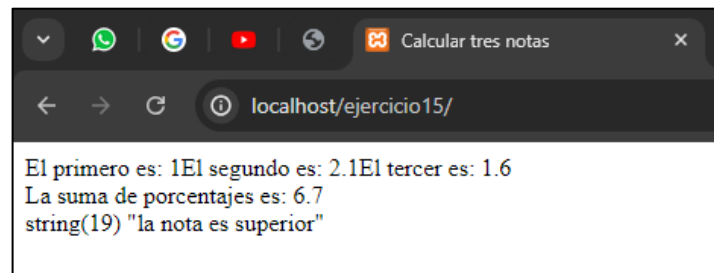 Calcular tres notas
localhost/ejercicio15/
El primero es: 1El segundo es: 2.1El tercer es: 1.6
La suma de porcentajes es: 6.7
string(19) "la nota es superior"